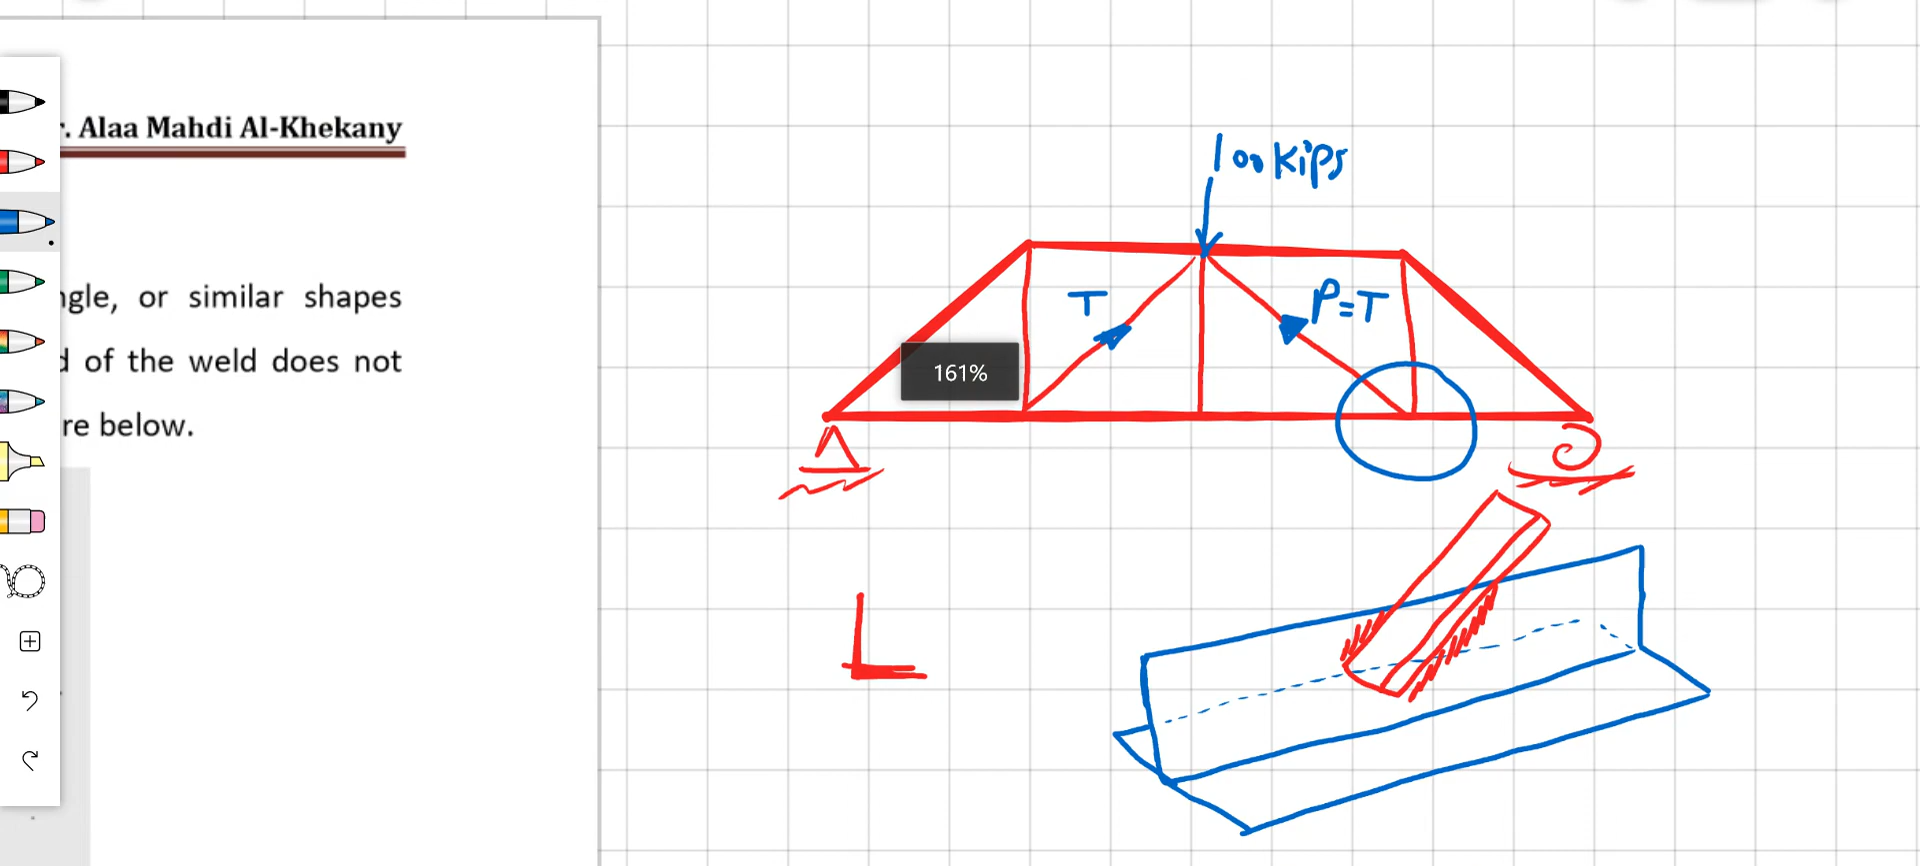 r. Alaa Mahdi Al-Khekany
ngle, or similar shapes
d of the weld does not
re below.
100 Kips
T
P=T
161%